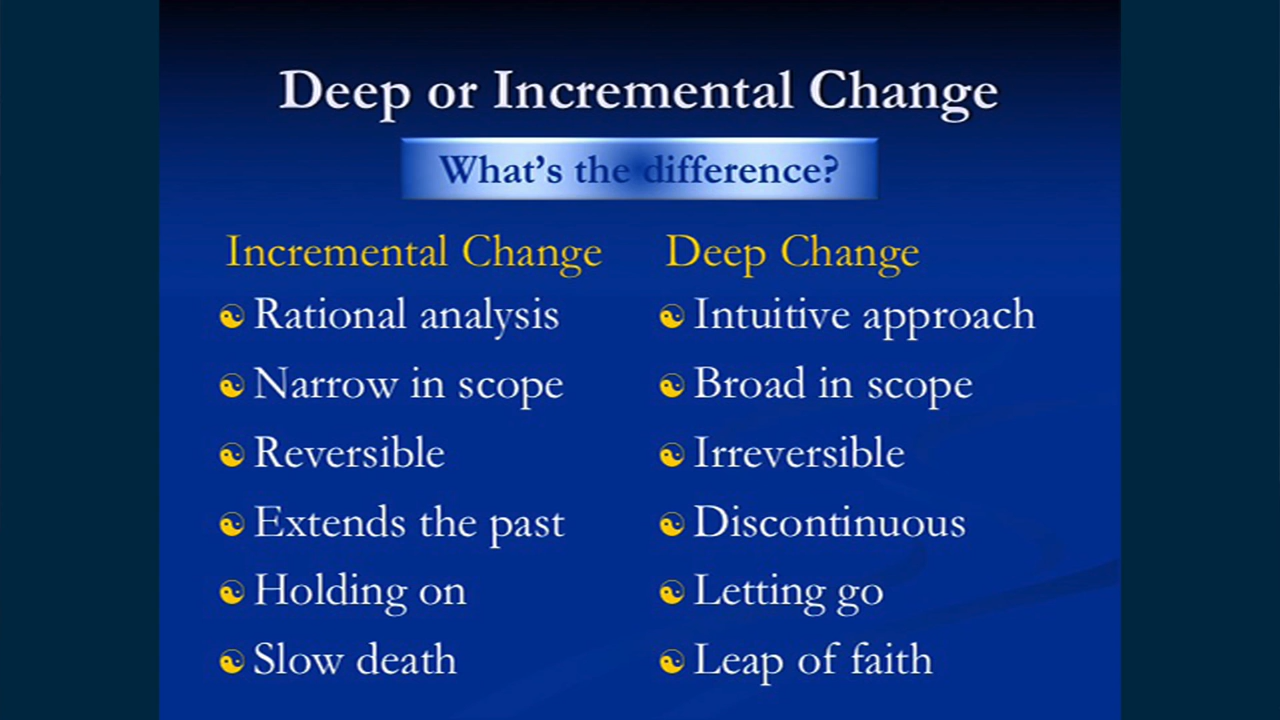 Deep or Incremental Change
What's the difference?
Incremental Change
Rational analysis
Narrow in scope
Reversible
Extends the past
Holding on
Slow death
Deep Change
Intuitive approach
Broad in scope
Irreversible
Discontinuous
Letting go
Leap of faith